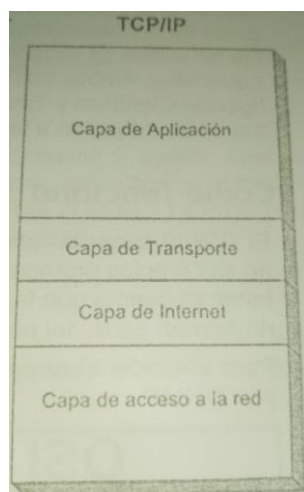 TCP/IP
Capa de Aplicación
Capa de Transporte
Capa de Internet
Capa de acceso a la red